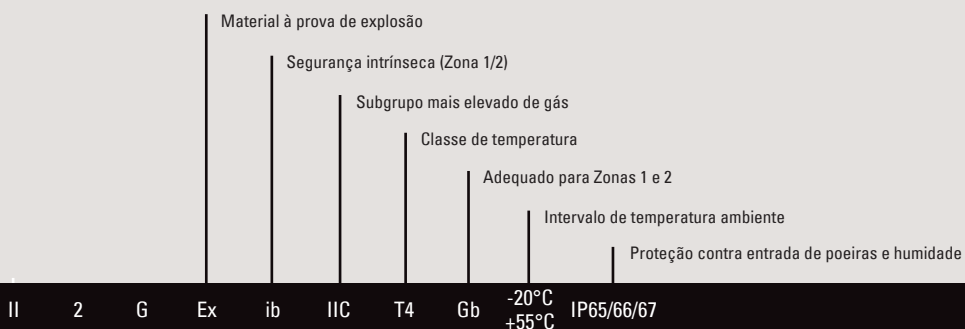 Material à prova de explosão
Segurança intrínseca (Zona 1/2)
Subgrupo mais elevado de gás
Classe de temperatura
Adequado para Zonas 1 e 2
Intervalo de temperatura ambiente
Proteção contra entrada de poeiras e humidade
II 2 G Ex ib IIC T4 Gb -20°C +55°C IP65/66/67